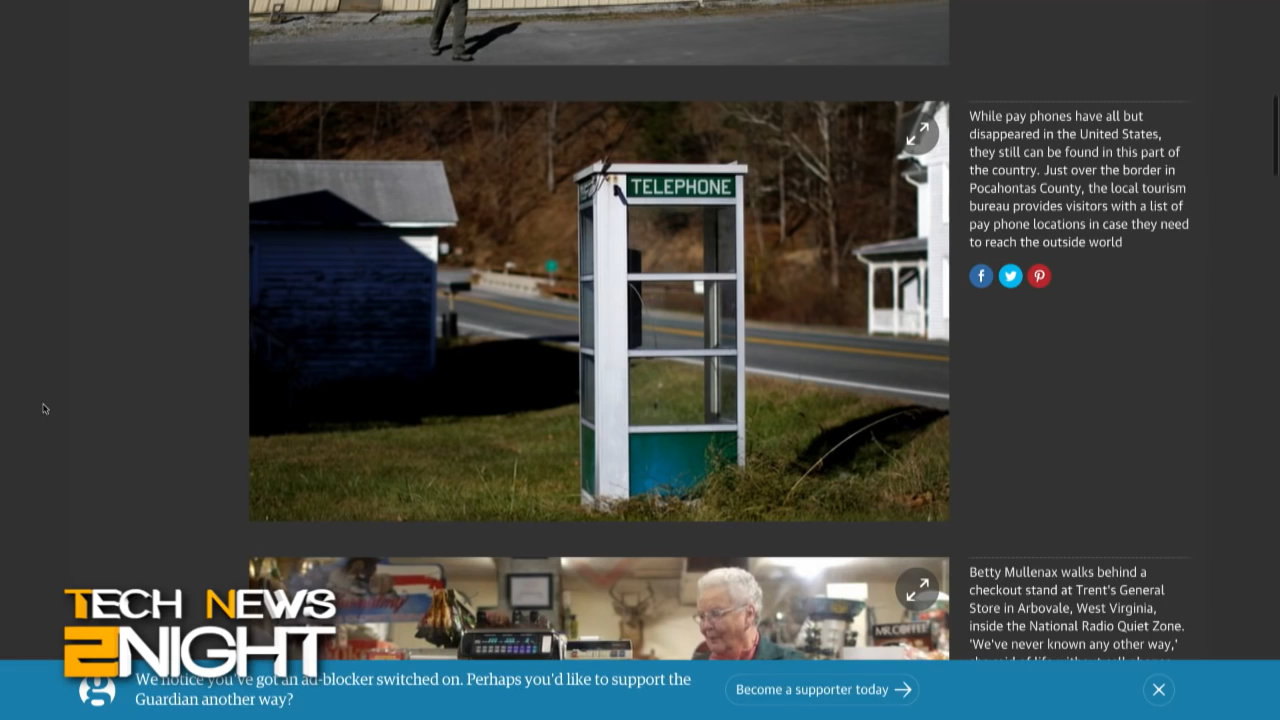 TELEPHONE
While pay phones have all but
disappeared in the United States,
they still can be found in this part of
the country. Just over the border in
Pocahontas County, the local tourism
bureau provides visitors with a list of
pay phone locations in case they need
to reach the outside world
Betty Mullenax walks behind a
checkout stand at Trent's General
Store in Arbovale, West Virginia,
inside the National Radio Quiet Zone.
'We've never known any other way,'
MR.COFFEE
TECH NEWS
2NIGHT
We notice you've got an ad-blocker switched on. Perhaps you'd like to support the
Guardian another way?
Become a supporter today